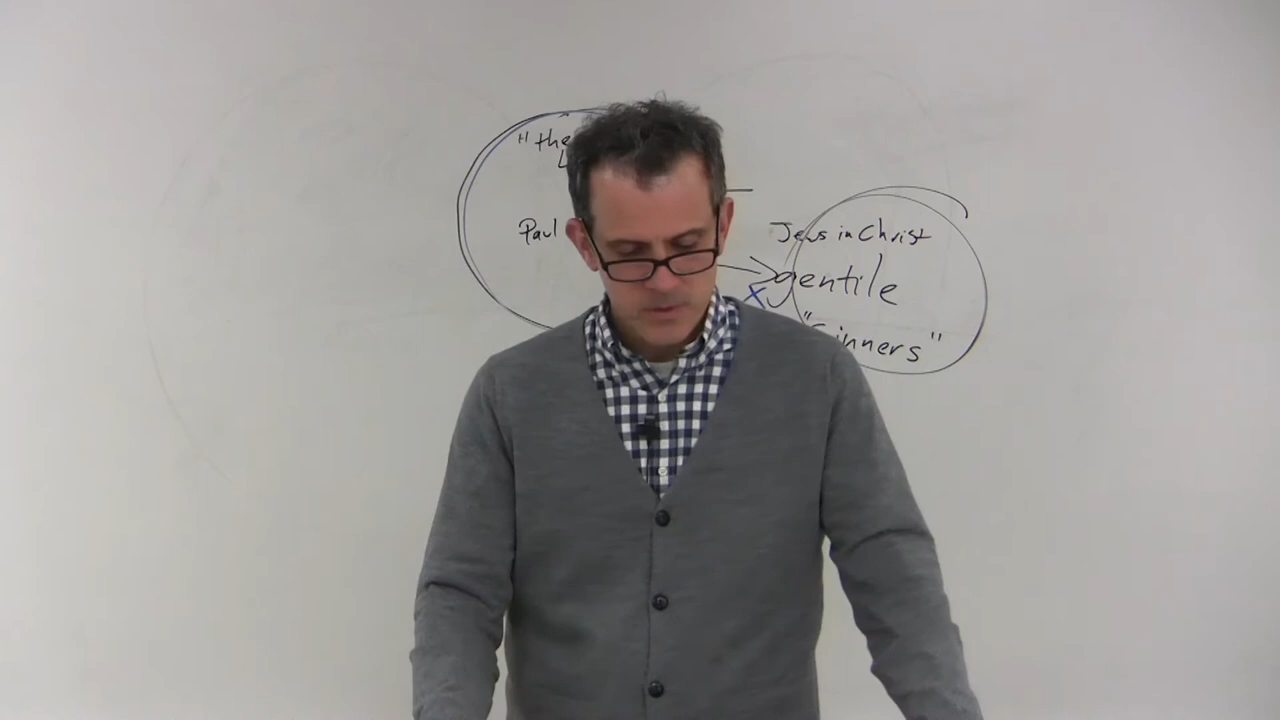 "the
Paul
Jews in Christ
gentile
"Sinners"